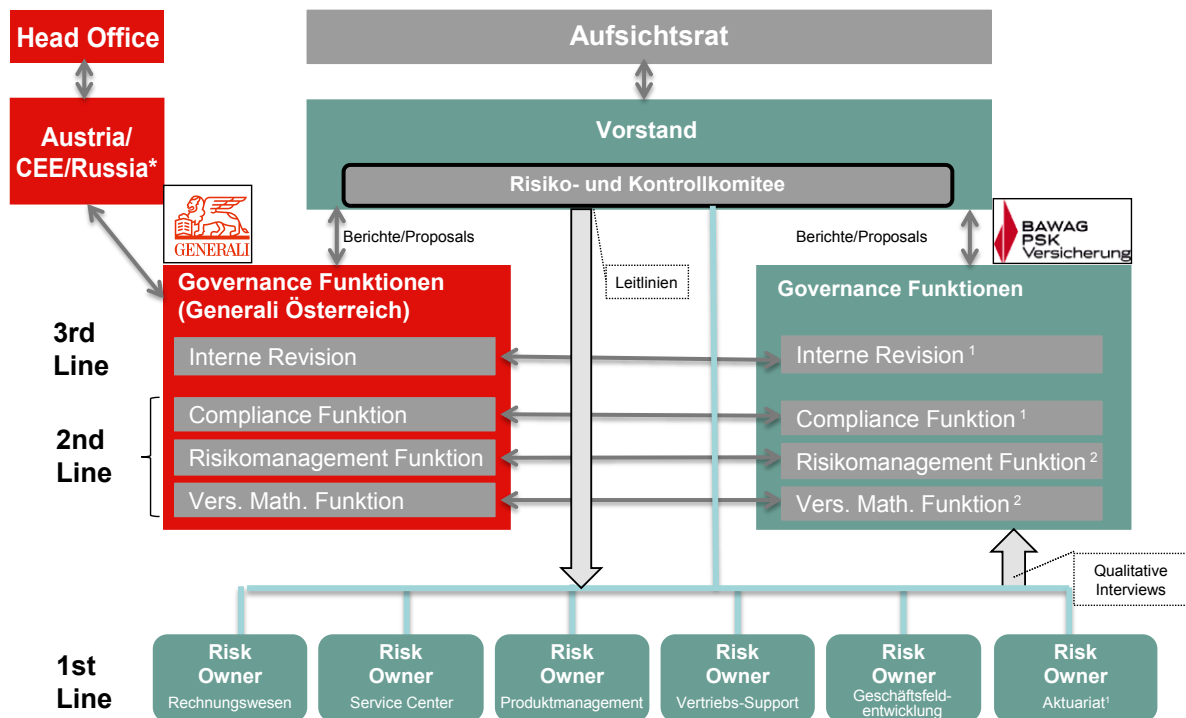 Head Office
Aufsichtsrat
Austria/
CEE/Russia*
Vorstand
Risiko- und Kontrollkomitee
GENERALI
Berichte/Proposals
Leitlinien
Berichte/Proposals
BAWAG
PSK
Versicherung
Governance Funktionen
(Generali Österreich)
Governance Funktionen
3rd
Line
Interne Revision
Interne Revision ¹
2nd
Line
Compliance Funktion
Compliance Funktion ¹
Risikomanagement Funktion
Risikomanagement Funktion ²
Vers. Math. Funktion
Vers. Math. Funktion ²
Qualitative
Interviews
1st
Line
Risk
Owner
Rechnungswesen
Risk
Owner
Service Center
Risk
Owner
Produktmanagement
Risk
Owner
Vertriebs-Support
Risk
Owner
Geschäftsfeld-
entwicklung
Risk
Owner
Aktuariat¹